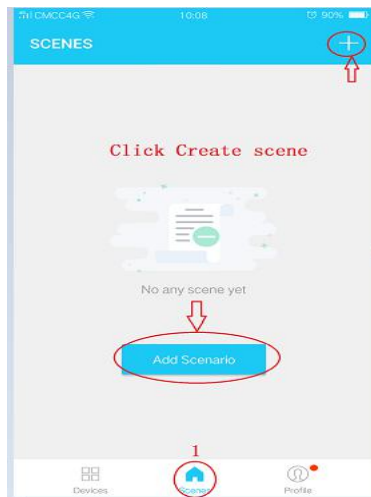 CMCC4G 10:08 90%
SCENES
Click Create scene
No any scene yet
Add Scenario
1
Devices Scenes Profile